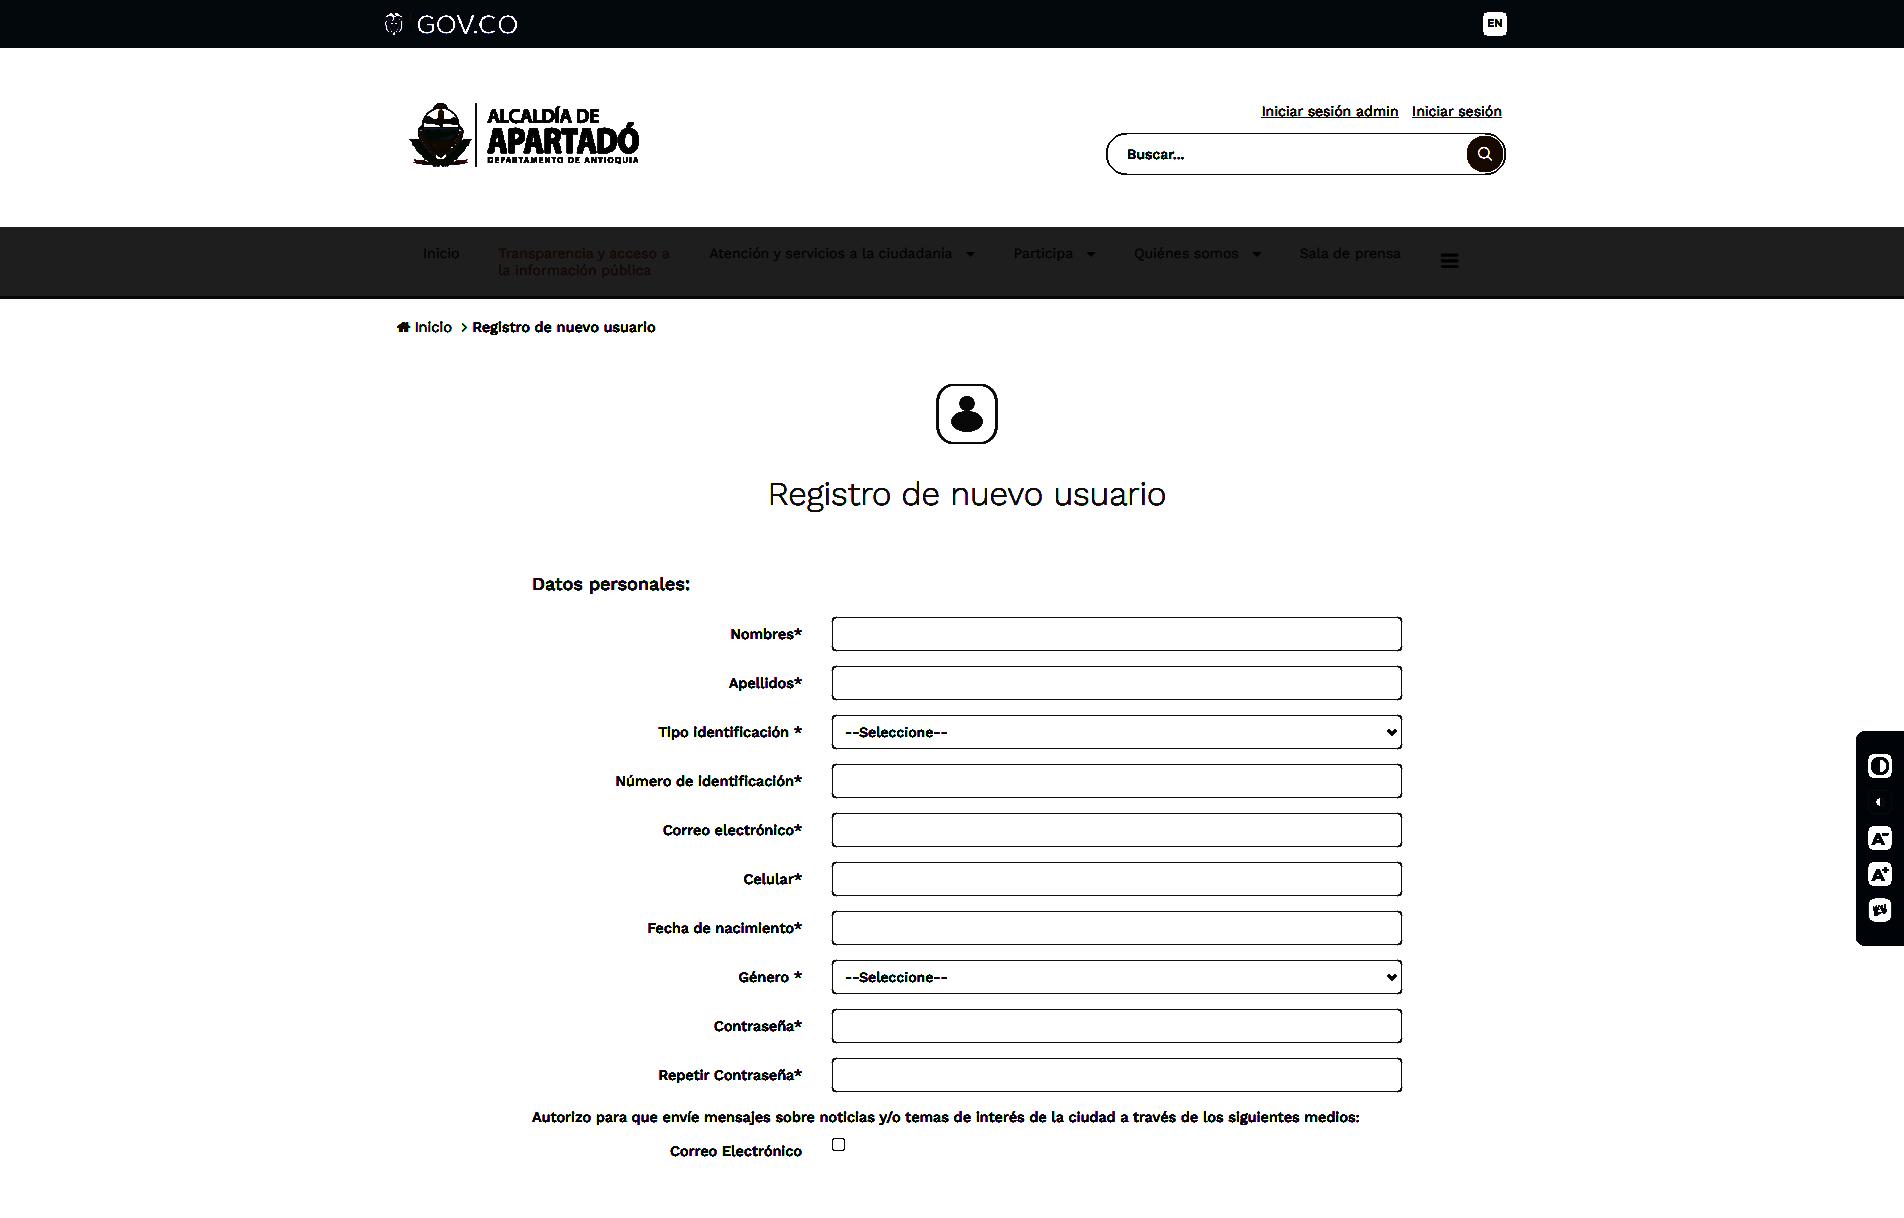 GOV.CO
EN
ALCALDÍA DE
APARTADÓ
DEPARTAMENTO DE ANTIOQUIA
Iniciar sesión admin Iniciar sesión
Buscar...
Inicio Transparencia y acceso a la información pública Atención y servicios a la ciudadanía Participa Quiénes somos Sala de prensa
Inicio > Registro de nuevo usuario
Registro de nuevo usuario
Datos personales:
Nombres*
Apellidos*
Tipo identificación * --Seleccione--
Número de identificación*
Correo electrónico*
Celular*
Fecha de nacimiento*
Género * --Seleccione--
Contraseña*
Repetir Contraseña*
Autorizo para que envíe mensajes sobre noticias y/o temas de interés de la ciudad a través de los siguientes medios:
Correo Electrónico
A-
A+